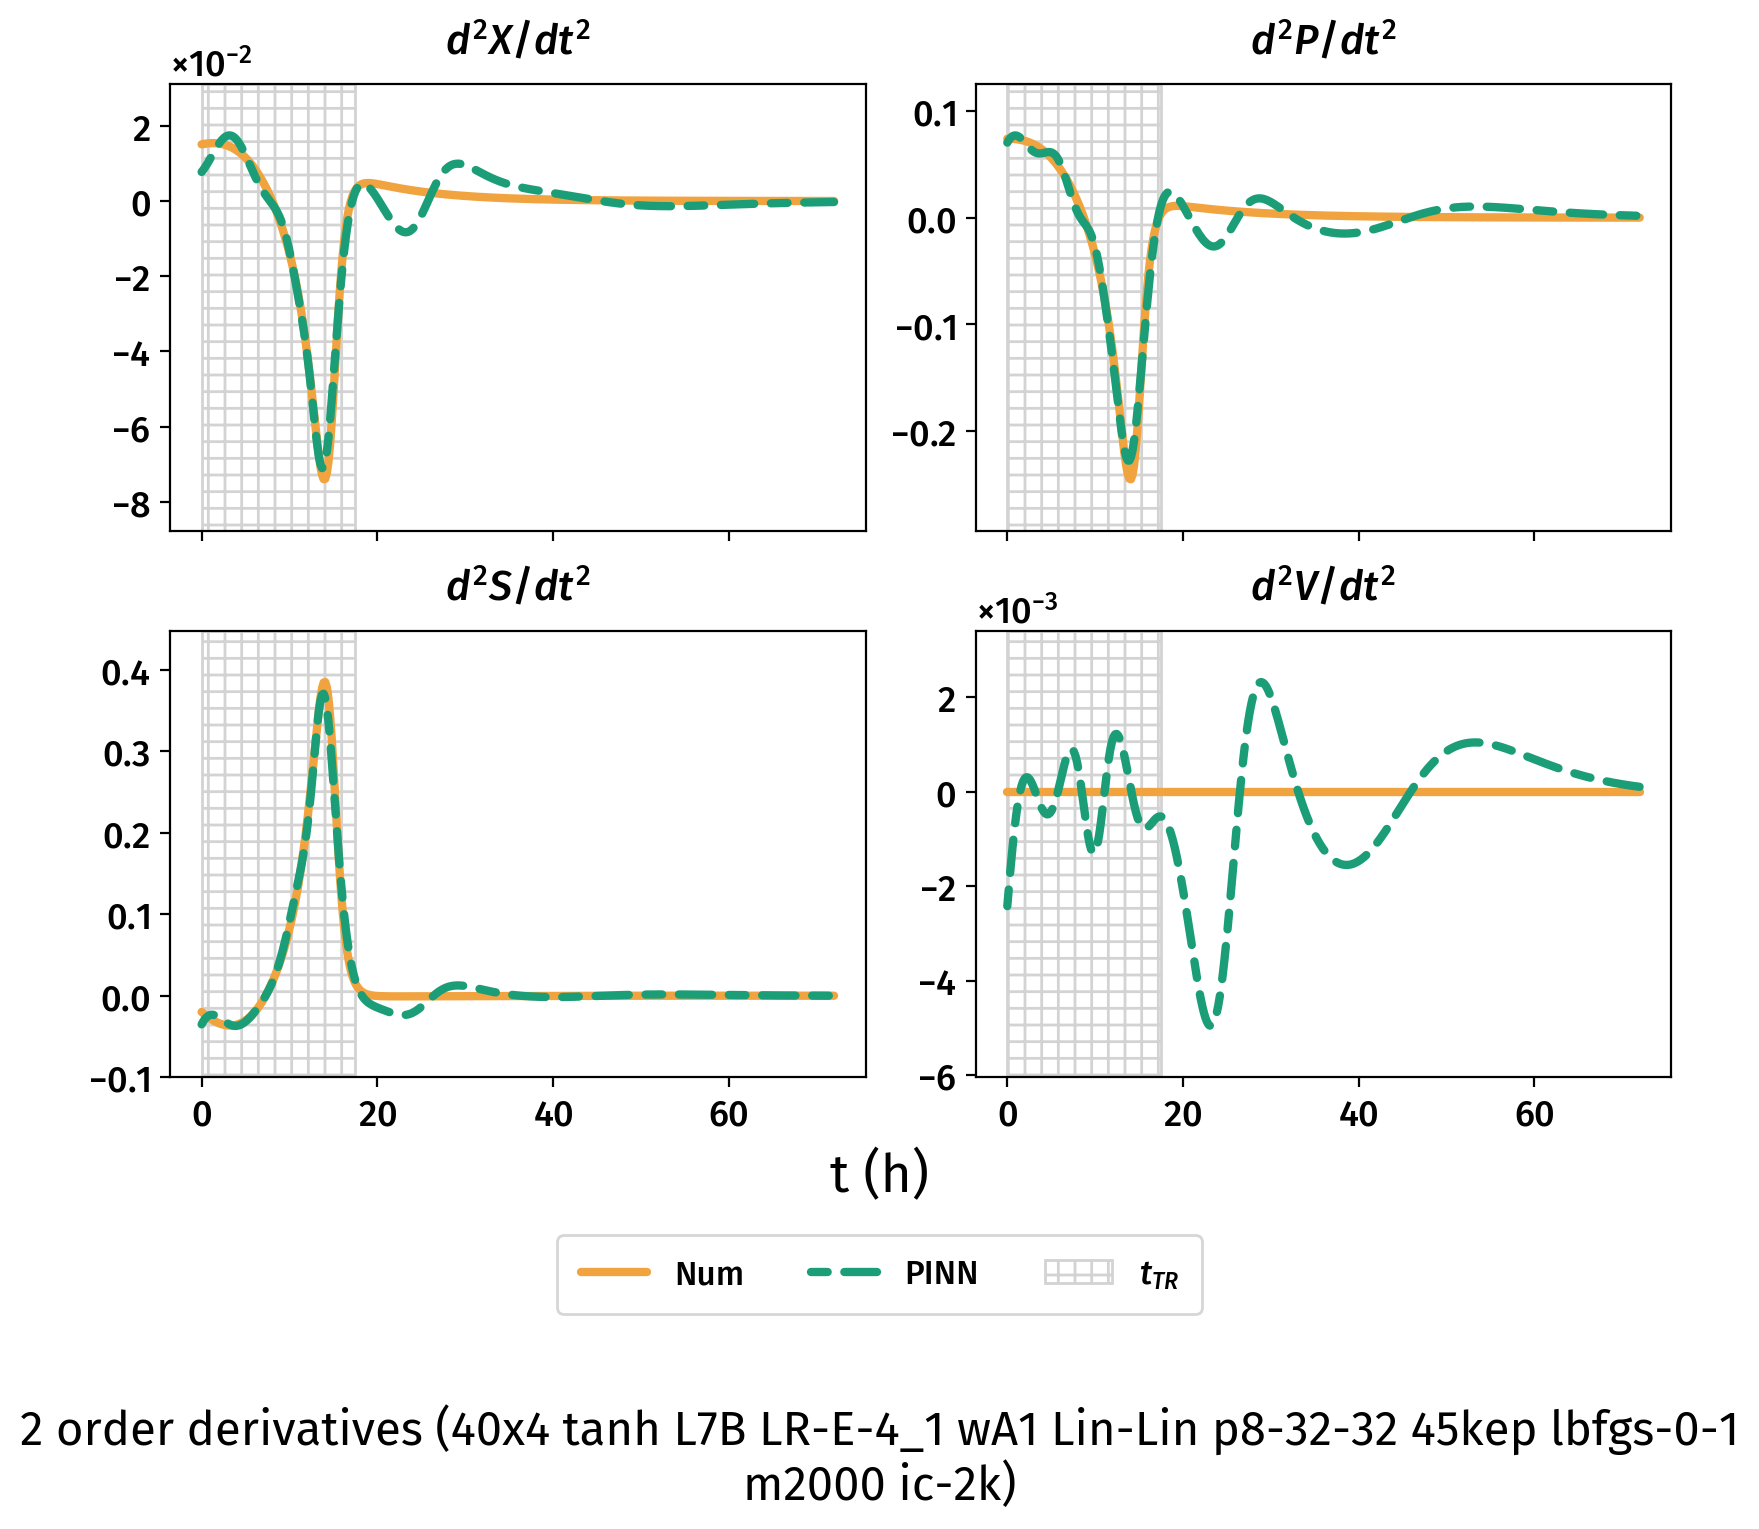 d²X/dt²
×10⁻²
2
0
−2
−4
−6
−8
d²P/dt²
0.1
0.0
−0.1
−0.2
d²S/dt²
0.4
0.3
0.2
0.1
0.0
−0.1
0 20 40 60
d²V/dt²
×10⁻³
2
0
−2
−4
−6
0 20 40 60
t (h)
Num PINN t_TR
2 order derivatives (40x4 tanh L7B LR-E-4_1 wA1 Lin-Lin p8-32-32 45kep lbfgs-0-1
m2000 ic-2k)